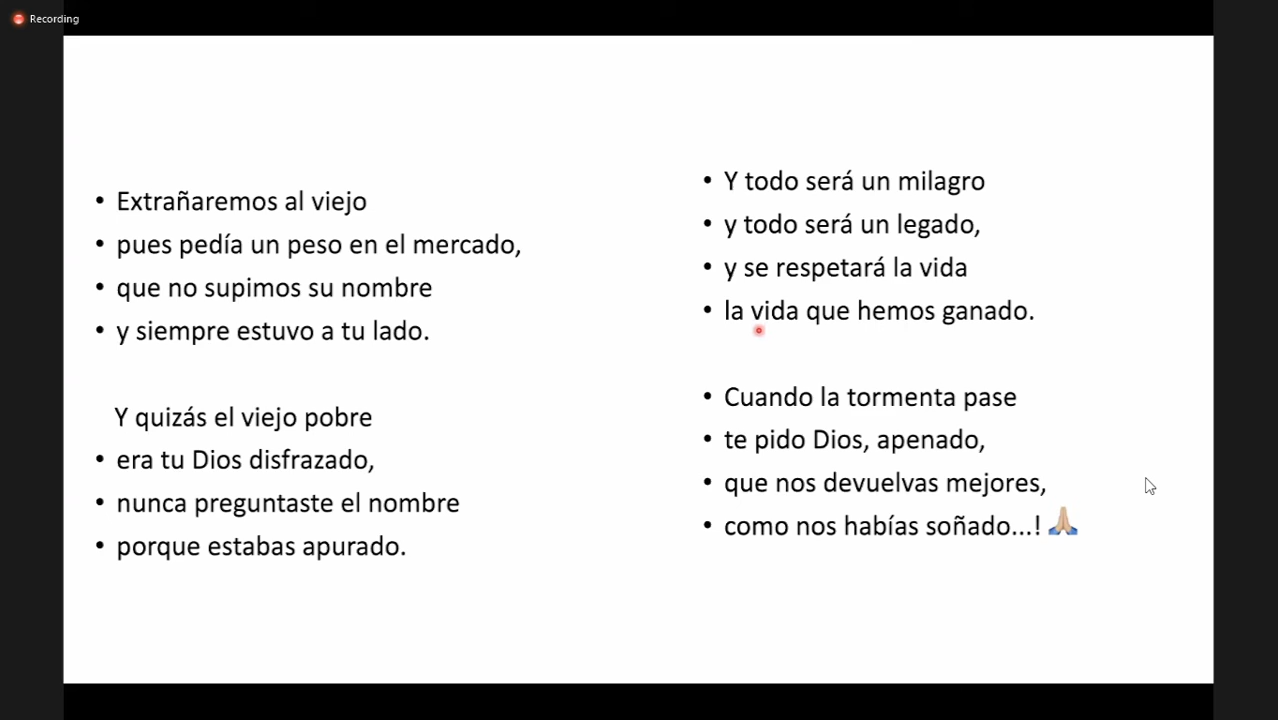 Recording
• Extrañaremos al viejo
• pues pedía un peso en el mercado,
• que no supimos su nombre
• y siempre estuvo a tu lado.
Y quizás el viejo pobre
• era tu Dios disfrazado,
• nunca preguntaste el nombre
• porque estabas apurado.
• Y todo será un milagro
• y todo será un legado,
• y se respetará la vida
• la vida que hemos ganado.
• Cuando la tormenta pase
• te pido Dios, apenado,
• que nos devuelvas mejores,
• como nos habías soñado...! 🙏🏼